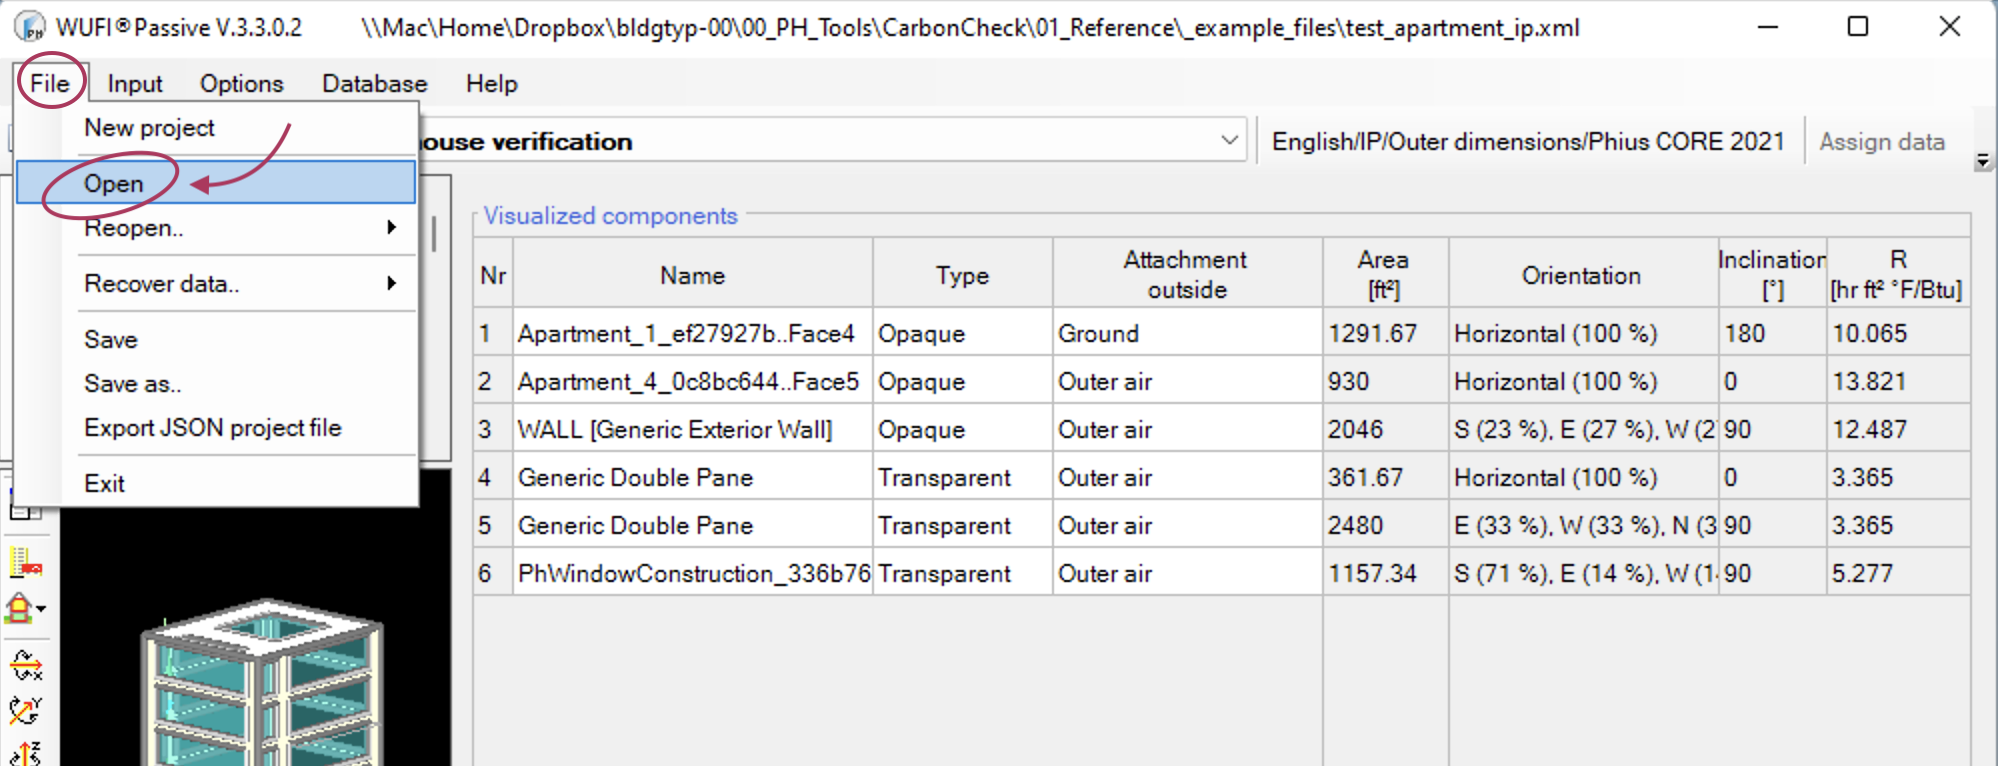 WUFI®Passive V.3.3.0.2 \\Mac\Home\Dropbox\bldgtyp-00\00_PH_Tools\CarbonCheck\01_Reference\_example_files\test_apartment_ip.xml
File Input Options Database Help
New project
Open
Reopen..
Recover data..
Save
Save as..
Export JSON project file
Exit
ouse verification
English/IP/Outer dimensions/Phius CORE 2021 Assign data
Visualized components
Nr Name Type Attachment outside Area [ft²] Orientation Inclination [°] R [hr ft² °F/Btu]
1 Apartment_1_ef27927b..Face4 Opaque Ground 1291.67 Horizontal (100 %) 180 10.065
2 Apartment_4_0c8bc644..Face5 Opaque Outer air 930 Horizontal (100 %) 0 13.821
3 WALL [Generic Exterior Wall] Opaque Outer air 2046 S (23 %), E (27 %), W (2 90 12.487
4 Generic Double Pane Transparent Outer air 361.67 Horizontal (100 %) 0 3.365
5 Generic Double Pane Transparent Outer air 2480 E (33 %), W (33 %), N (3 90 3.365
6 PhWindowConstruction_336b76 Transparent Outer air 1157.34 S (71 %), E (14 %), W (1 90 5.277
X
Y
Z